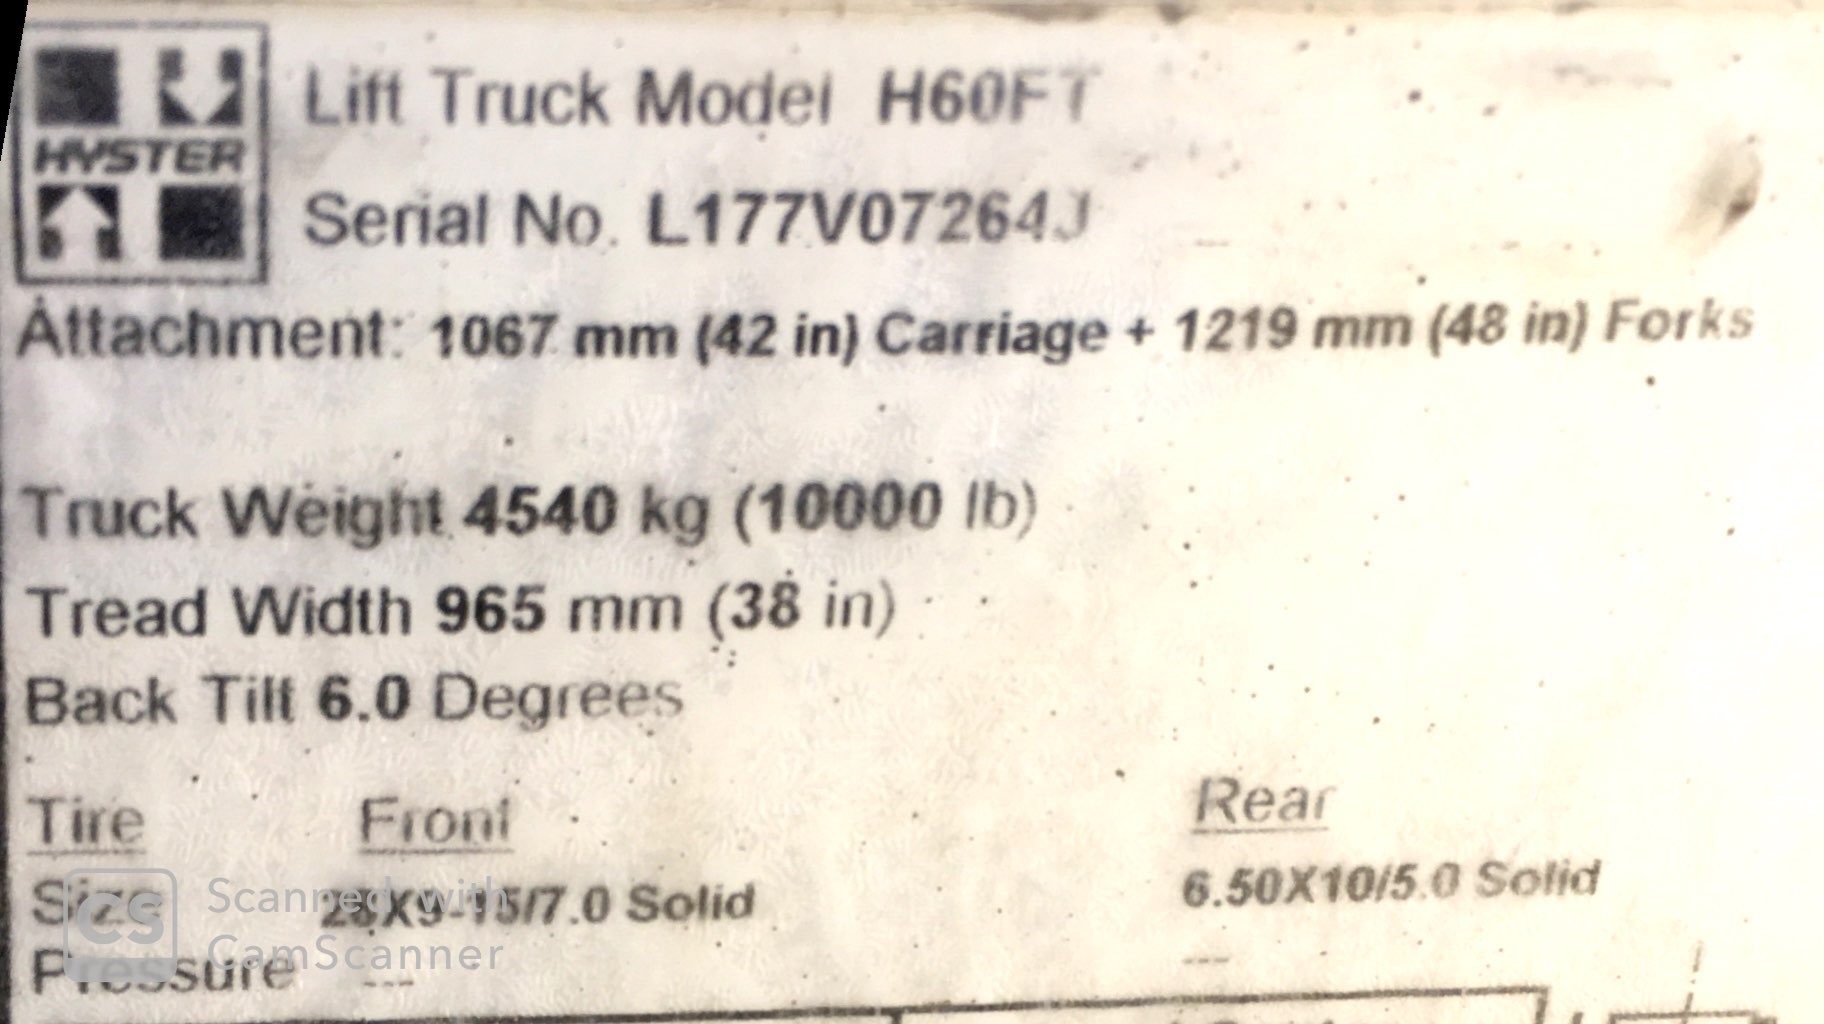 HYSTER
Lift Truck Model H60FT
Serial No. L177V07264J
Attachment: 1067 mm (42 in) Carriage + 1219 mm (48 in) Forks
Truck Weight 4540 kg (10000 lb)
Tread Width 965 mm (38 in)
Back Tilt 6.0 Degrees
Tire Front Rear
Size 28X9-15/7.0 Solid 6.50X10/5.0 Solid
Pressure --- ---
CS Scanned with
CamScanner